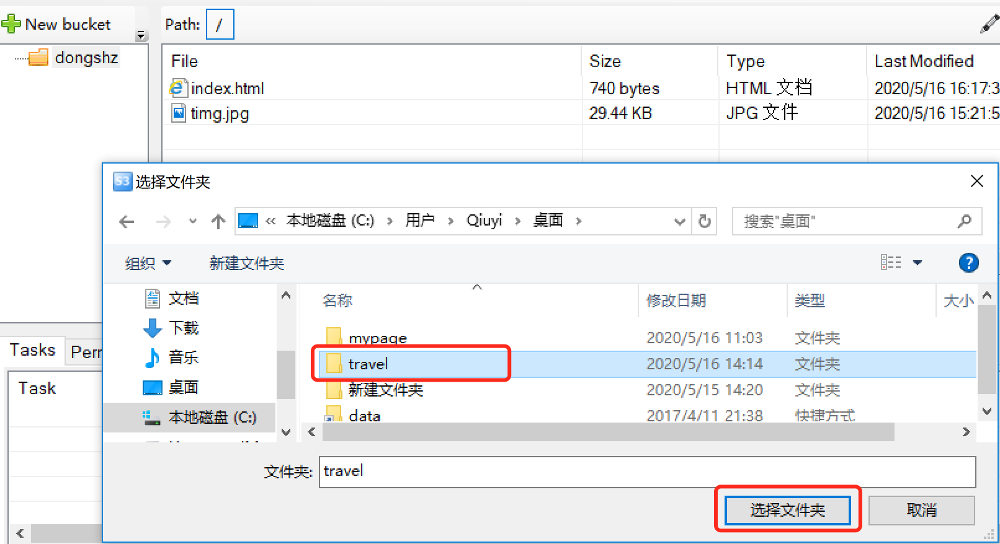 New bucket
Path: /
dongshz
File Size Type Last Modified
index.html 740 bytes HTML 文档 2020/5/16 16:17:3
timg.jpg 29.44 KB JPG 文件 2020/5/16 15:21:5
S3 选择文件夹
« 本地磁盘 (C:) › 用户 › Qiuyi › 桌面 ›
搜索"桌面"
组织 新建文件夹
?
文档
下载
音乐
桌面
本地磁盘 (C:)
名称 修改日期 类型 大小
mypage 2020/5/16 11:03 文件夹
travel 2020/5/16 14:14 文件夹
新建文件夹 2020/5/15 14:20 文件夹
data 2017/4/11 21:38 快捷方式
Tasks Perr
Task
文件夹: travel
选择文件夹 取消